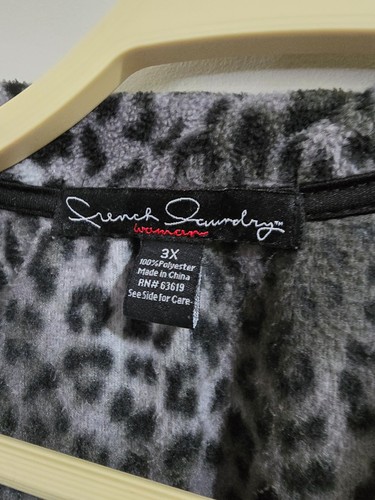 French Laundry™
woman
3X
100%Polyester
Made in China
RN# 63619
See Side for Care